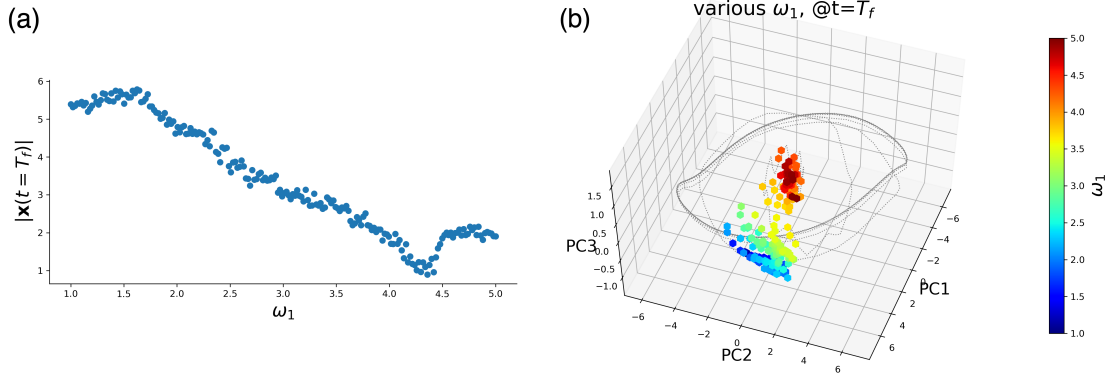 (a)
6
5
4
3
2
1
|x(t = T_f)|
1.0 1.5 2.0 2.5 3.0 3.5 4.0 4.5 5.0
ω₁
(b)
various ω₁, @t=T_f
1.5
1.0
0.5
0.0
−0.5
−1.0
PC3
−6 −4 −2 0 2 4 6
PC2
−6
−4
−2
0
2
4
6
PC1
5.0
4.5
4.0
3.5
3.0
2.5
2.0
1.5
1.0
ω₁